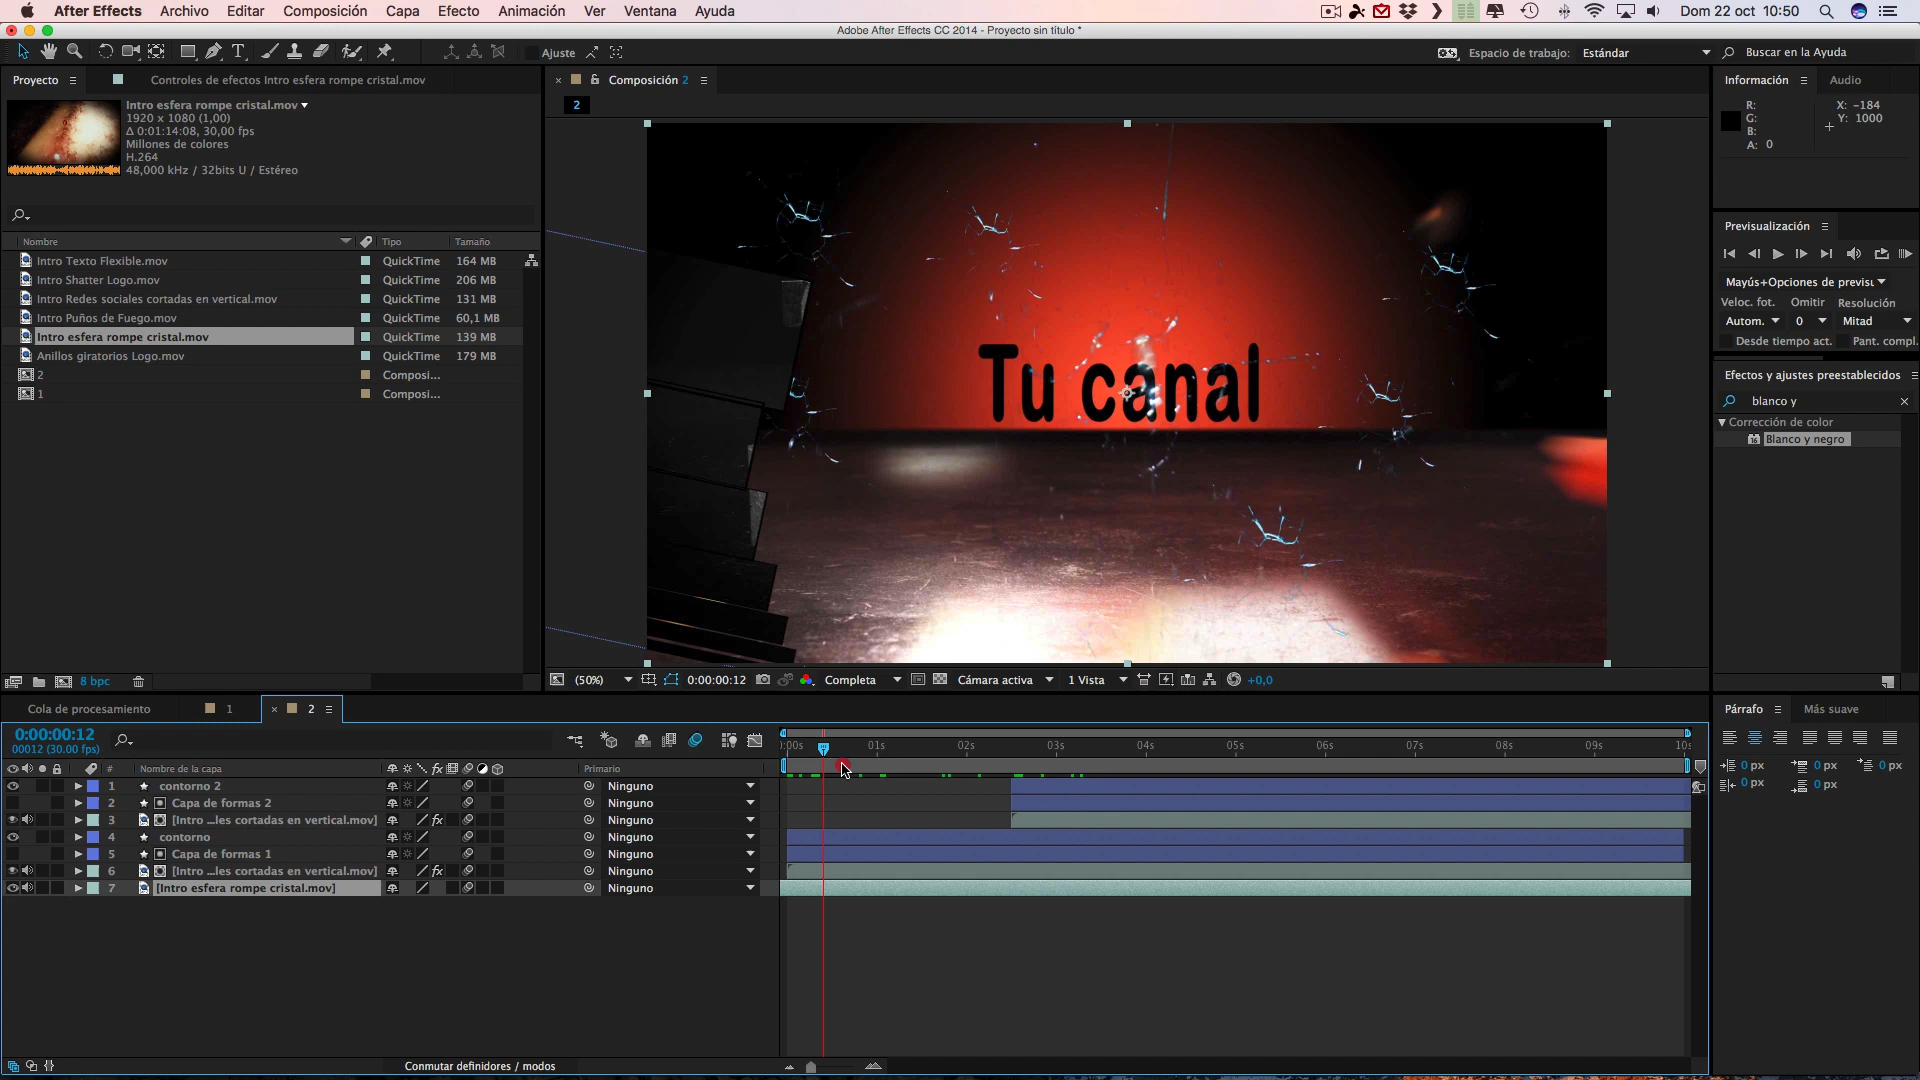 After Effects Archivo Editar Composición Capa Efecto Animación Ver Ventana Ayuda Dom 22 oct 10:50
Adobe After Effects CC 2014 - Proyecto sin título *
Ajuste Espacio de trabajo: Estándar Buscar en la Ayuda
Proyecto Controles de efectos Intro esfera rompe cristal.mov Composición 2 Información Audio
Intro esfera rompe cristal.mov
1920 x 1080 (1,00)
Δ 0:01:14:08, 30,00 fps
Millones de colores
H.264
48,000 kHz / 32bits U / Estéreo
2
R:
G:
B:
A: 0
X: -184
Y: 1000
Nombre Tipo Tamaño
Intro Texto Flexible.mov QuickTime 164 MB
Intro Shatter Logo.mov QuickTime 206 MB
Intro Redes sociales cortadas en vertical.mov QuickTime 131 MB
Intro Puños de Fuego.mov QuickTime 60,1 MB
Intro esfera rompe cristal.mov QuickTime 139 MB
Anillos giratorios Logo.mov QuickTime 179 MB
2 Composi...
1 Composi...
8 bpc
Tu canal
Previsualización
Mayús+Opciones de previsu
Veloc. fot. Omitir Resolución
Autom. 0 Mitad
Desde tiempo act. Pant. compl.
Efectos y ajustes preestablecidos
blanco y
Corrección de color
Blanco y negro
(50%) 0:00:00:12 Completa Cámara activa 1 Vista +0,0
Cola de procesamiento 1 2
0:00:00:12
00012 (30.00 fps)
:00s 01s 02s 03s 04s 05s 06s 07s 08s 09s 10s
# Nombre de la capa fx Primario
1 contorno 2 Ninguno
2 Capa de formas 2 Ninguno
3 [Intro ...les cortadas en vertical.mov] fx Ninguno
4 contorno Ninguno
5 Capa de formas 1 Ninguno
6 [Intro ...les cortadas en vertical.mov] fx Ninguno
7 [Intro esfera rompe cristal.mov] Ninguno
Conmutar definidores / modos
Párrafo Más suave
0 px 0 px 0 px
0 px 0 px